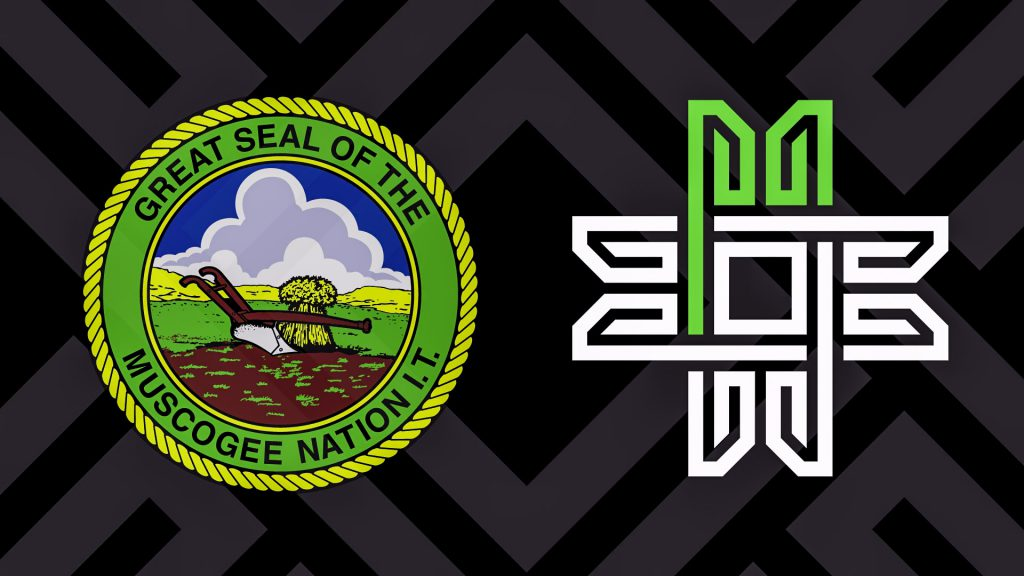 GREAT SEAL OF THE
MUSCOGEE NATION I.T.